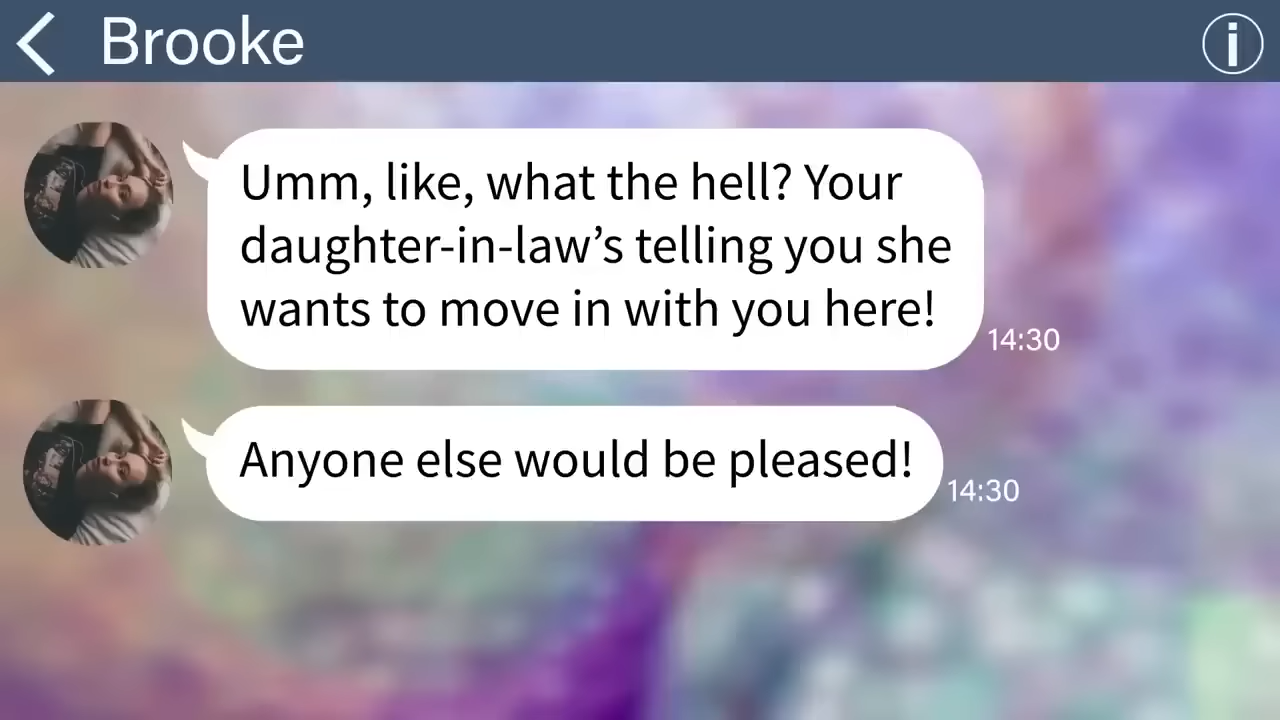 Brooke
Umm, like, what the hell? Your
daughter-in-law’s telling you she
wants to move in with you here!
14:30
Anyone else would be pleased!
14:30